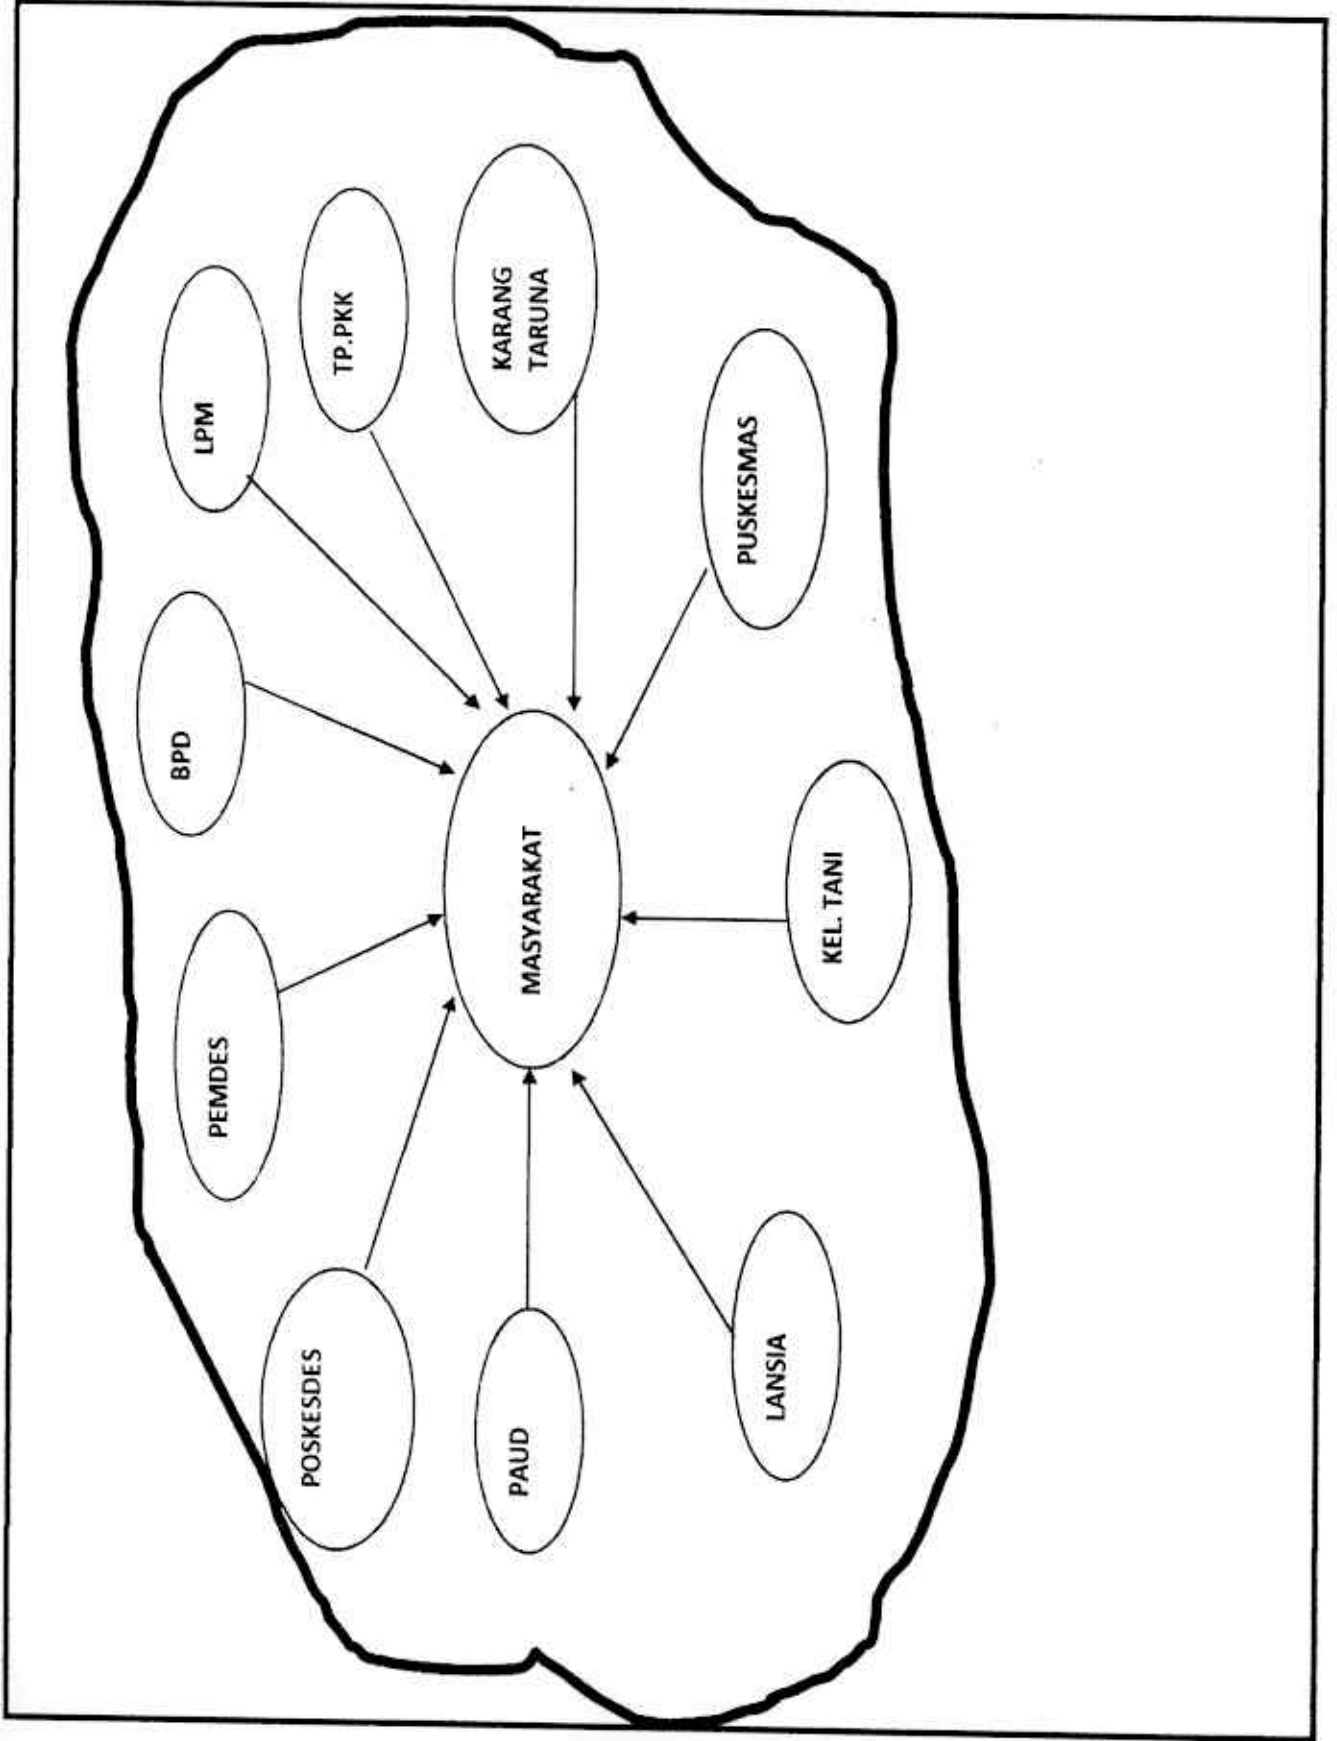 PEMDES
BPD
LPM
POSKESDES
TP.PKK
PAUD
MASYARAKAT
KARANG
TARUNA
LANSIA
KEL. TANI
PUSKESMAS